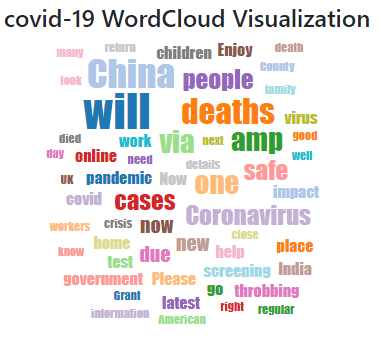 covid-19 WordCloud Visualization
many return children Enjoy death
look China people County
family
will deaths virus
died work via next amp good
day online need details safe well
UK pandemic Now one impact
covid cases Coronavirus
workers crisis now close
know home due new help place
test screening India
government Please go throbbing
Grant latest right regular
information American